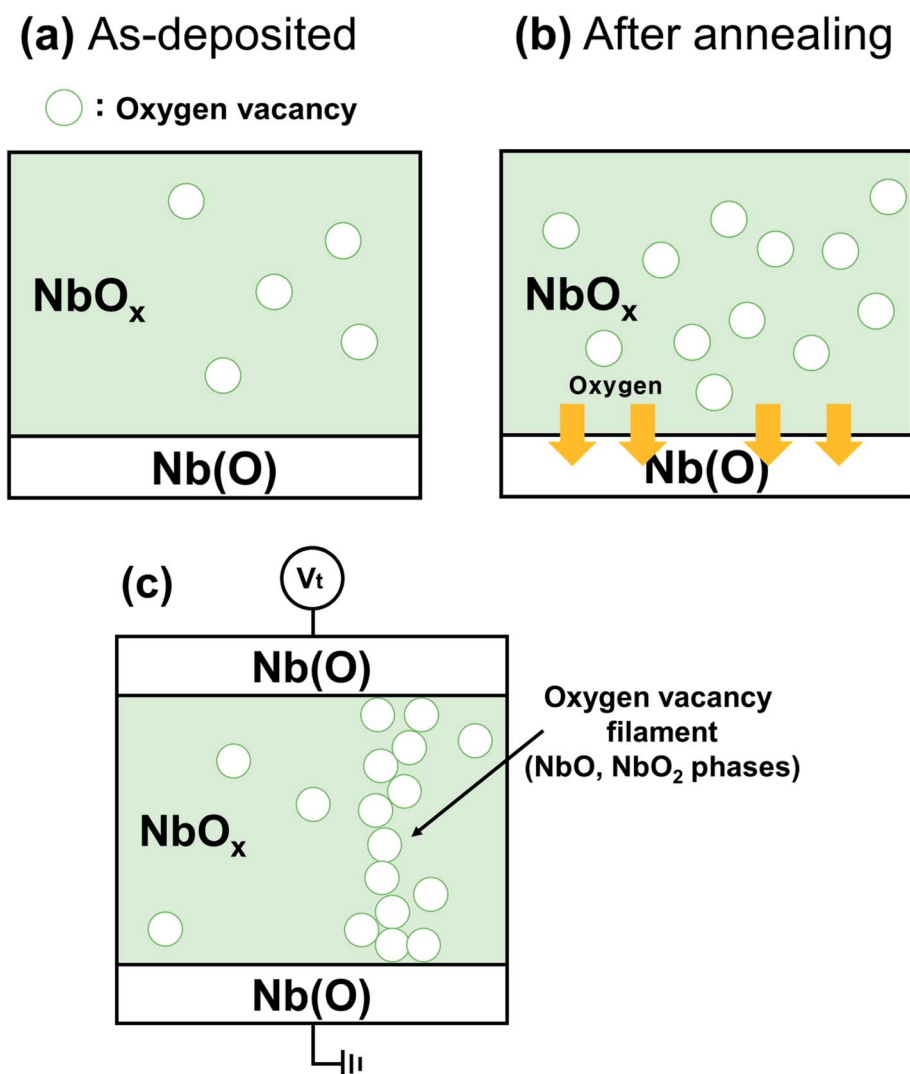 (a) As-deposited
(b) After annealing
: Oxygen vacancy
NbOₓ
Nb(O)
NbOₓ
Oxygen
Nb(O)
(c)
Vt
Nb(O)
Oxygen vacancy
filament
(NbO, NbO₂ phases)
NbOₓ
Nb(O)